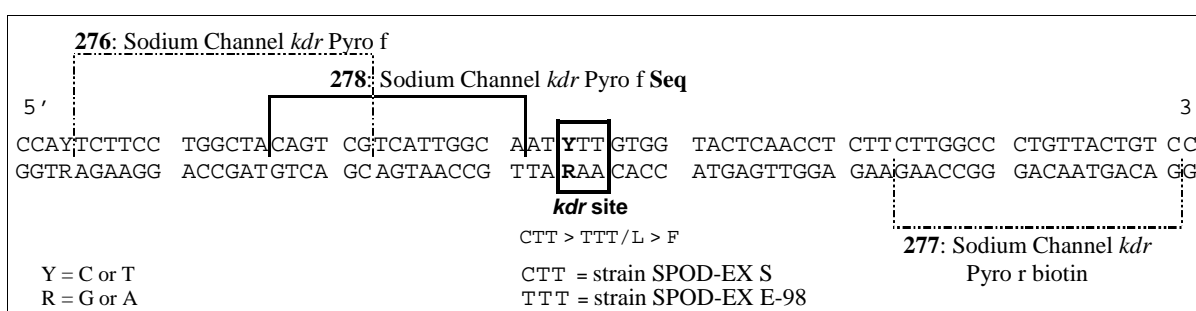 276: Sodium Channel kdr Pyro f
278: Sodium Channel kdr Pyro f Seq
5' 3
CCAYTCTTCC TGGCTACAGT CGTCATTGGC AATYTTGTGG TACTCAACCT CTTCTTGGCC CTGTTACTGT CC
GGTRAGAAGG ACCGATGTCA GCAGTAACCG TTARAACACC ATGAGTTGGA GAAGAACCGG GACAATGACA GG
kdr site
CTT > TTT/L > F
277: Sodium Channel kdr
Pyro r biotin
Y = C or T
CTT = strain SPOD-EX S
R = G or A
TTT = strain SPOD-EX E-98